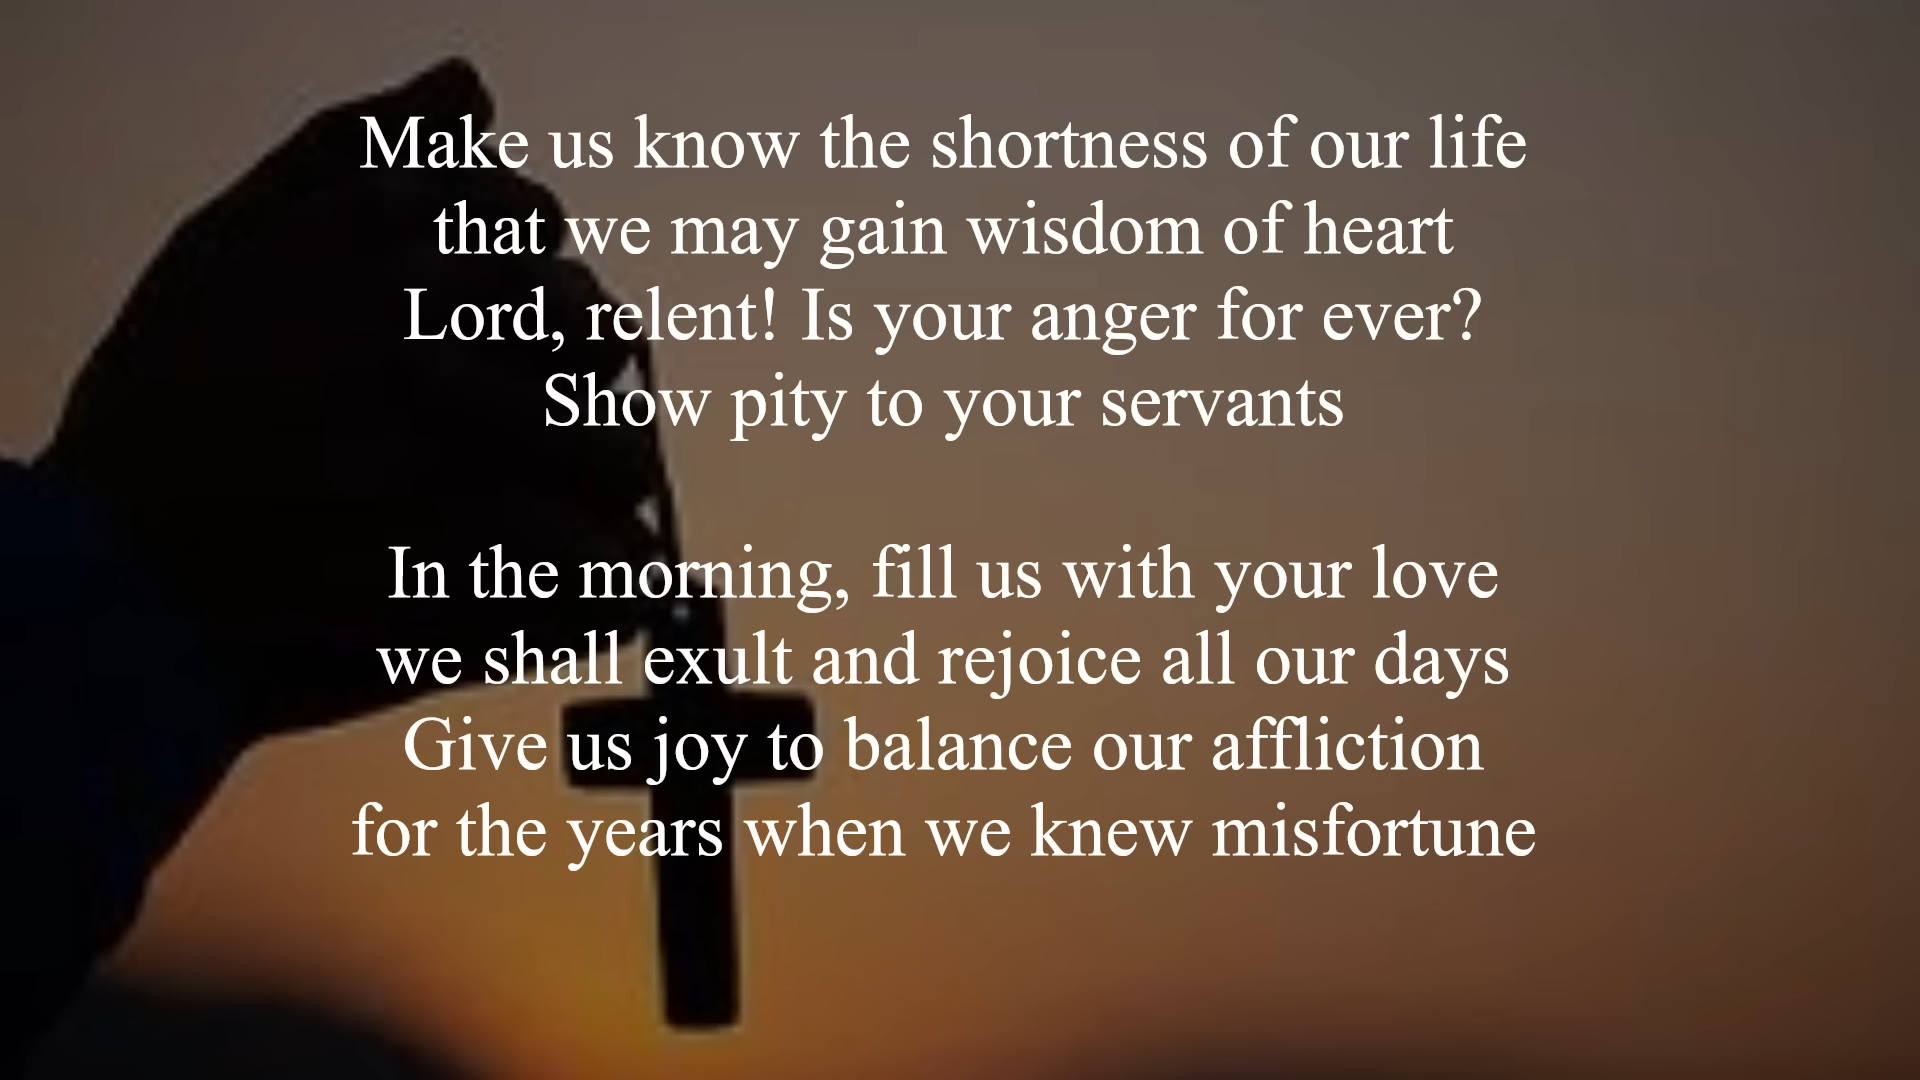 Make us know the shortness of our life
that we may gain wisdom of heart
Lord, relent! Is your anger for ever?
Show pity to your servants
In the morning, fill us with your love
we shall exult and rejoice all our days
Give us joy to balance our affliction
for the years when we knew misfortune